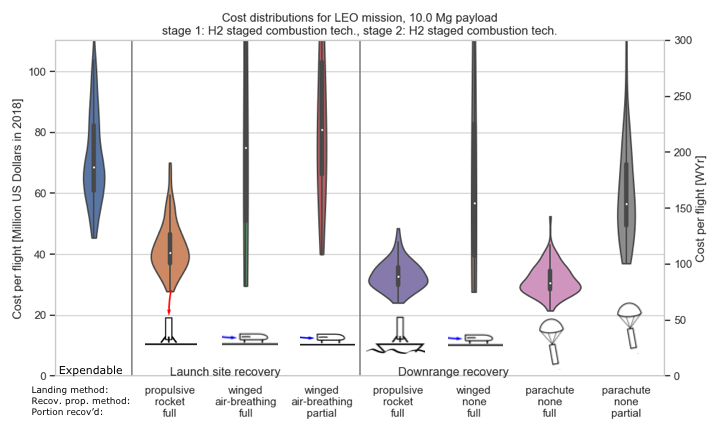 Cost distributions for LEO mission, 10.0 Mg payload
stage 1: H2 staged combustion tech., stage 2: H2 staged combustion tech.
Cost per flight [Million US Dollars in 2018]
100
80
60
40
20
0
Cost per flight [WYr]
300
250
200
150
100
50
0
Expendable
Launch site recovery
Downrange recovery
Landing method:
Recov. prop. method:
Portion recov'd:
propulsive
rocket
full
winged
air-breathing
full
winged
air-breathing
partial
propulsive
rocket
full
winged
none
full
parachute
none
full
parachute
none
partial